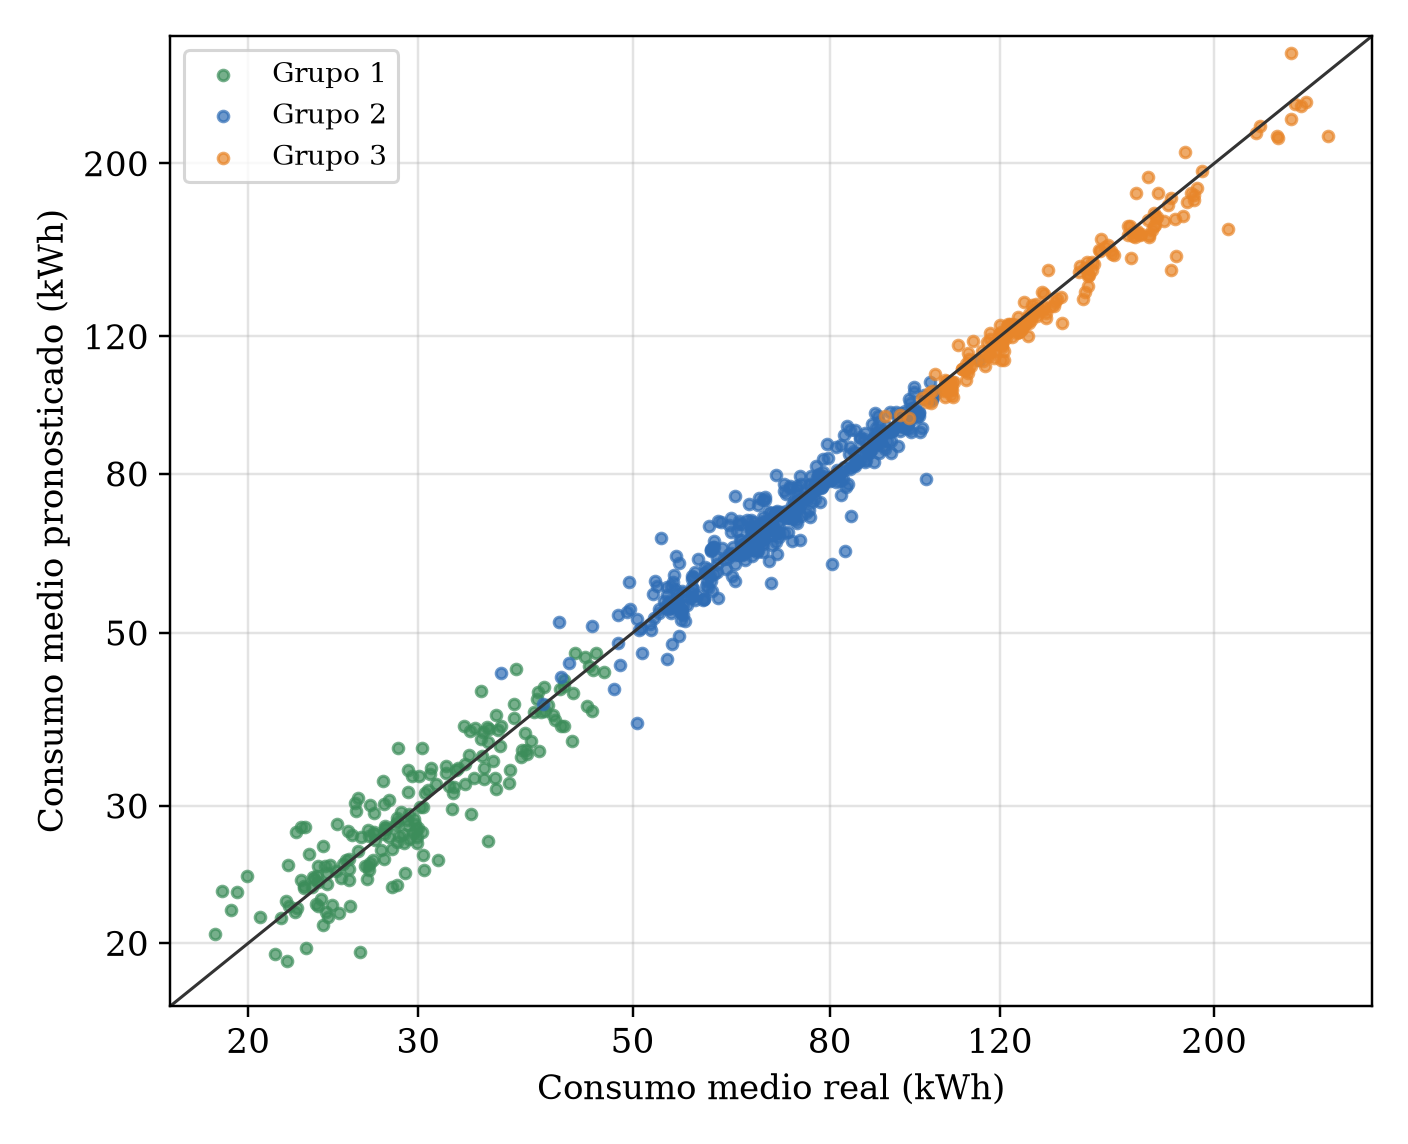 Grupo 1
Grupo 2
Grupo 3
Consumo medio pronosticado (kWh)
200
120
80
50
30
20
20 30 50 80 120 200
Consumo medio real (kWh)